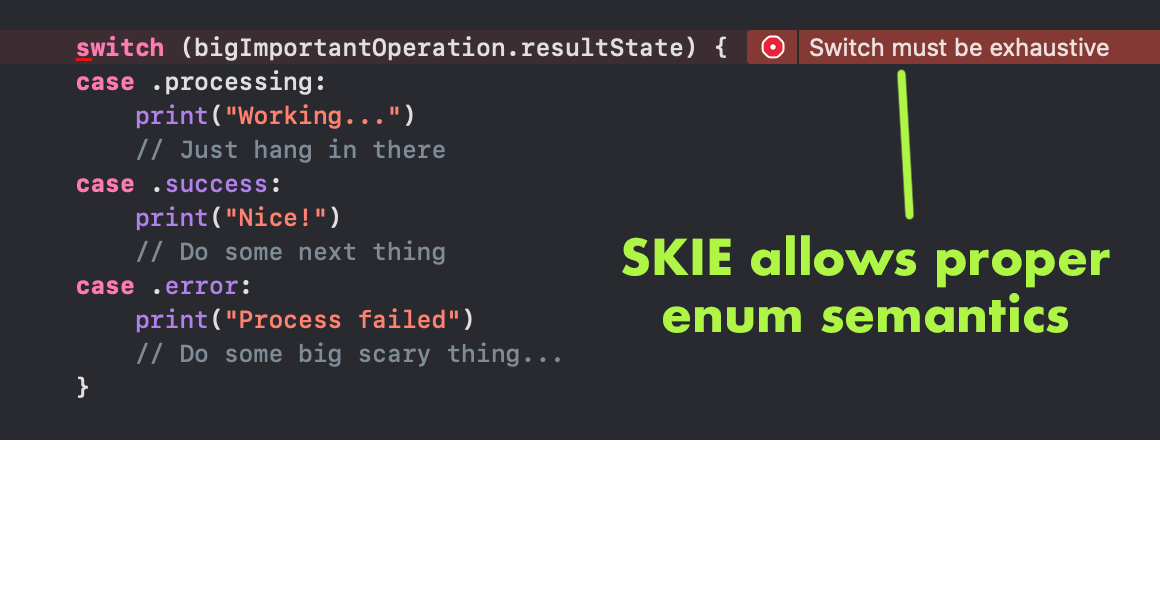 switch (bigImportantOperation.resultState) { Switch must be exhaustive
case .processing:
print("Working...")
// Just hang in there
case .success:
print("Nice!")
// Do some next thing
case .error:
print("Process failed")
// Do some big scary thing...
}
SKIE allows proper
enum semantics